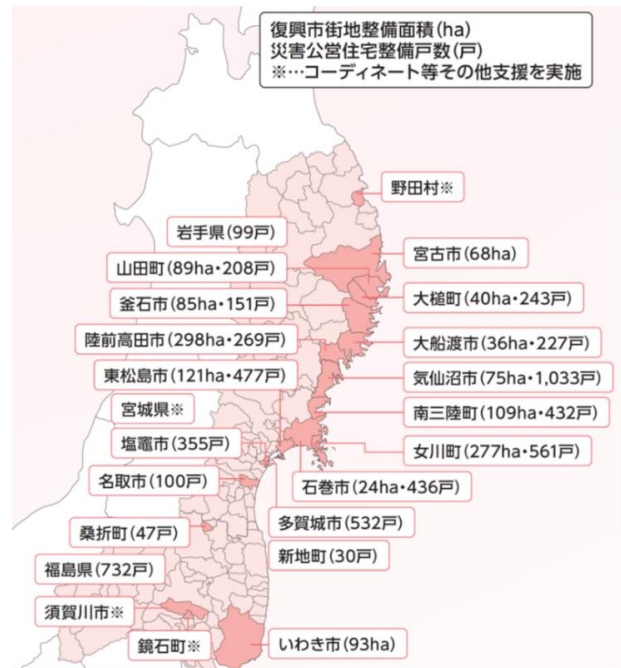 復興市街地整備面積(ha)
災害公営住宅整備戸数(戸)
※…コーディネート等その他支援を実施
野田村※
岩手県(99戸)
宮古市(68ha)
山田町(89ha・208戸)
大槌町(40ha・243戸)
釜石市(85ha・151戸)
陸前高田市(298ha・269戸)
大船渡市(36ha・227戸)
東松島市(121ha・477戸)
気仙沼市(75ha・1,033戸)
宮城県※
南三陸町(109ha・432戸)
塩竈市(355戸)
女川町(277ha・561戸)
名取市(100戸)
石巻市(24ha・436戸)
多賀城市(532戸)
桑折町(47戸)
新地町(30戸)
福島県(732戸)
須賀川市※
鏡石町※
いわき市(93ha)